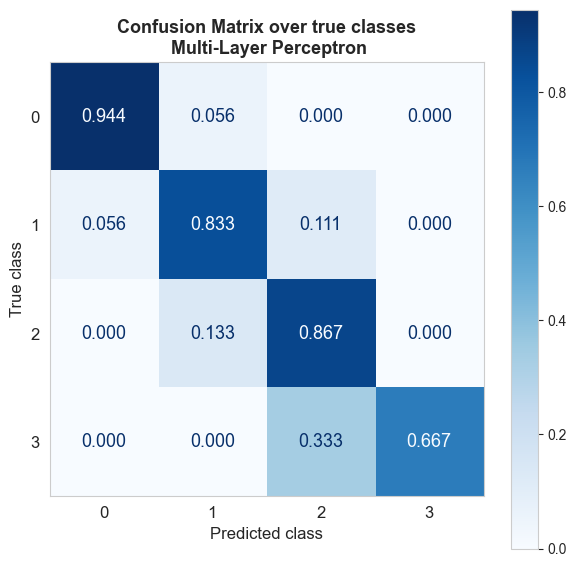 Confusion Matrix over true classes
Multi-Layer Perceptron
True class
0 0.944 0.056 0.000 0.000
1 0.056 0.833 0.111 0.000
2 0.000 0.133 0.867 0.000
3 0.000 0.000 0.333 0.667
0 1 2 3
Predicted class
0.8
0.6
0.4
0.2
0.0